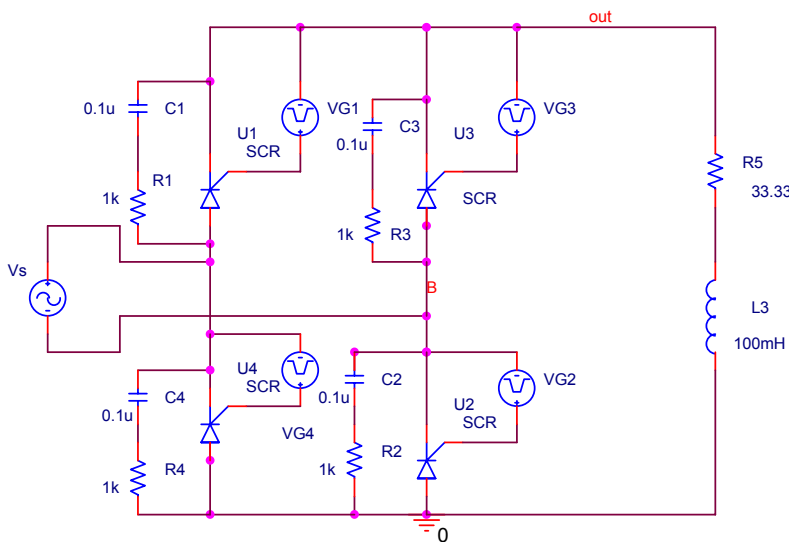 out
C1
0.1u
VG1
U1
SCR
R1
1k
C3
0.1u
U3
SCR
VG3
R3
1k
R5
33.33
Vs
B
L3
100mH
U4
SCR
C4
0.1u
VG4
R4
1k
C2
0.1u
U2
SCR
VG2
R2
1k
0